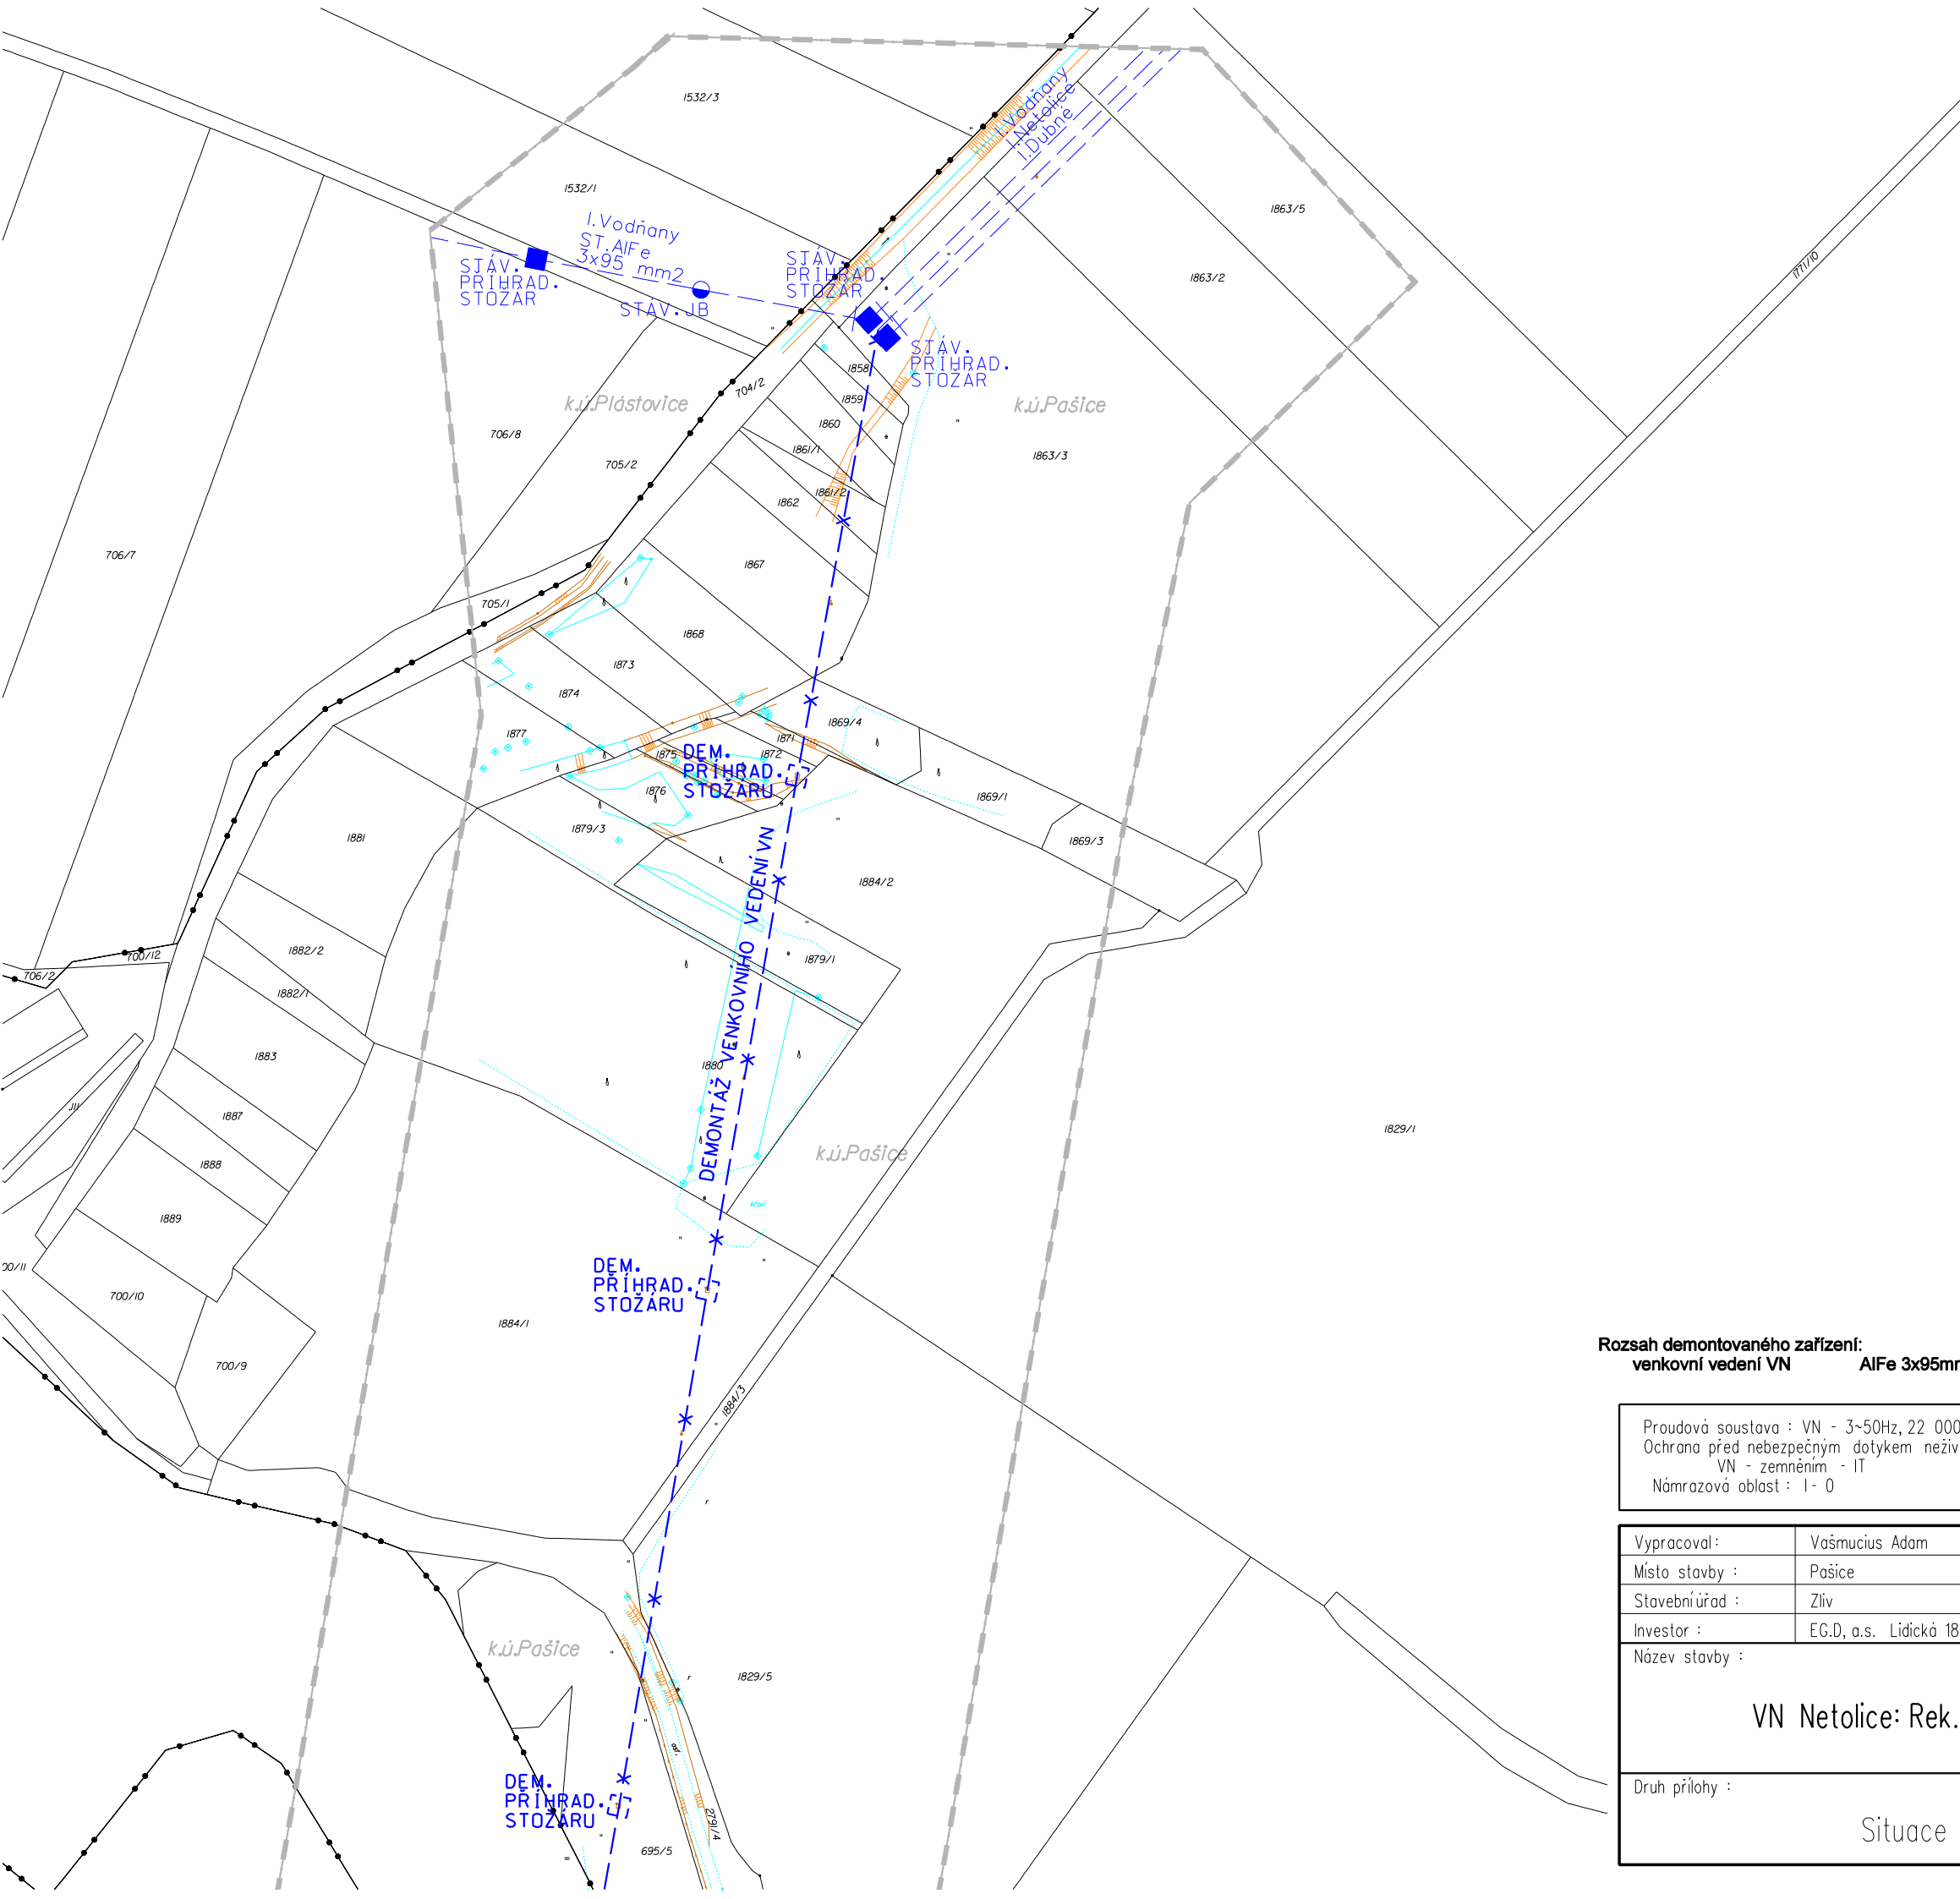 1532/3
l.Vodňany
l.Netolice
l.Dubné
1532/1
1863/5
l.Vodňany
ST.AlFe
3x95 mm2
STÁV.
PŘÍHRAD.
STOŽÁR
STÁV.
PŘÍHRAD.
STOŽÁR
STÁV.JB
1863/2
1771/10
STÁV.
PŘÍHRAD.
STOŽÁR
1858
704/2
1859
k.ú.Plástovice
k.ú.Pašice
1860
706/8
1861/1
1863/3
705/2
1861/2
1862
706/7
1867
705/1
1868
1873
1874
1869/4
1877
1871
1875
1872
DEM.
PŘÍHRAD.
STOŽÁRU
1876
1869/1
1879/3
1881
1869/3
1884/2
DEMONTÁŽ VENKOVNÍHO VEDENÍ VN
1882/2
700/12
1879/1
706/2
1882/1
1883
1880
1887
1829/1
k.ú.Pašice
1888
1889
křoví
00/11
DEM.
PŘÍHRAD.
STOŽÁRU
700/10
1884/1
700/9
1884/3
Rozsah demontovaného zařízení:
venkovní vedení VN AlFe 3x95mm
Proudová soustava : VN - 3~50Hz, 22 000
Ochrana před nebezpečným dotykem neživ
VN - zemněním - IT
Námrazová oblast : I - 0
Vypracoval : Vašmucius Adam
Místo stavby : Pašice
Stavební úřad : Zliv
Investor : EG.D, a.s. Lidická 18
Název stavby :
VN Netolice: Rek.
Druh přílohy :
Situace
k.ú.Pašice
1829/5
asf.
DEM.
PŘÍHRAD.
STOŽÁRU
2791/4
695/5